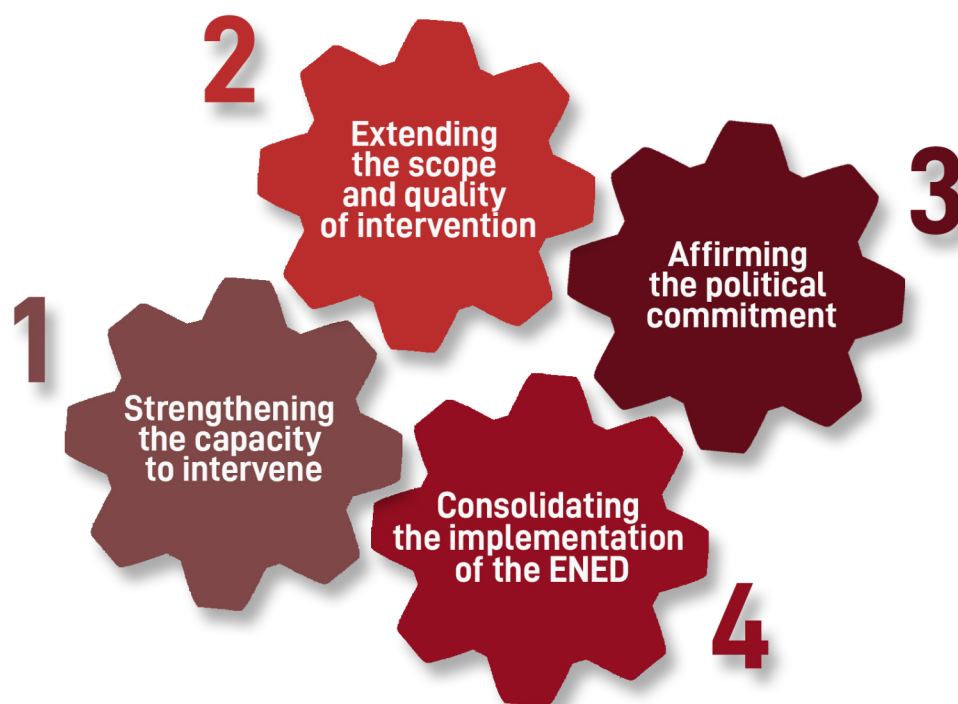 1
Strengthening
the capacity
to intervene
2
Extending
the scope
and quality
of intervention
3
Affirming
the political
commitment
4
Consolidating
the implementation
of the ENED